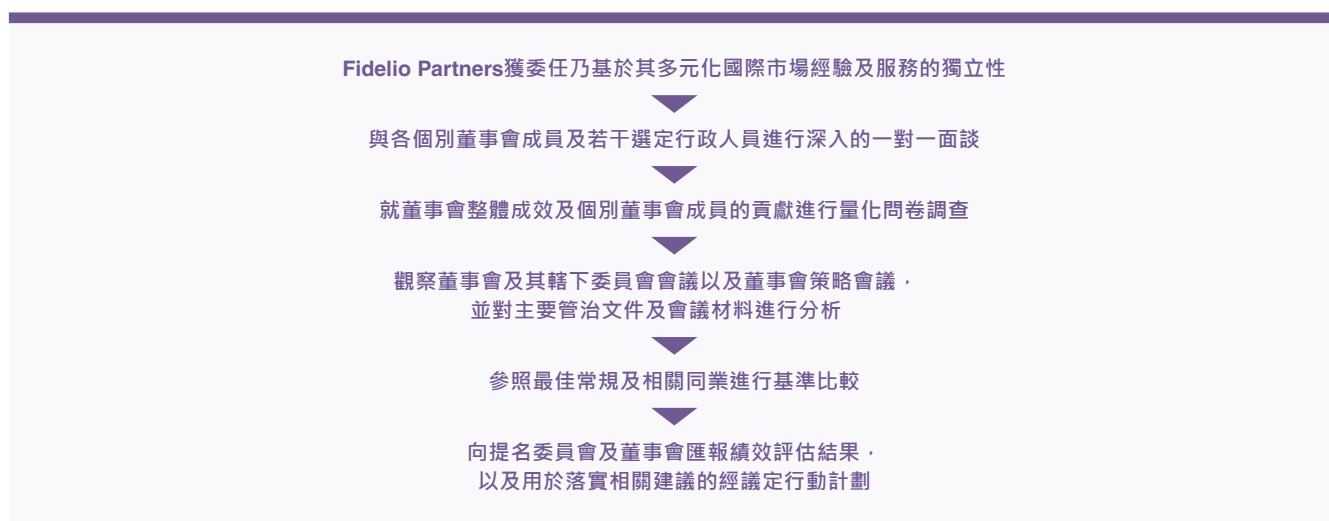 Fidelio Partners獲委任乃基於其多元化國際市場經驗及服務的獨立性
與各個別董事會成員及若干選定行政人員進行深入的一對一面談
就董事會整體成效及個別董事會成員的貢獻進行量化問卷調查
觀察董事會及其轄下委員會會議以及董事會策略會議，
並對主要管治文件及會議材料進行分析
參照最佳常規及相關同業進行基準比較
向提名委員會及董事會匯報績效評估結果，
以及用於落實相關建議的經議定行動計劃